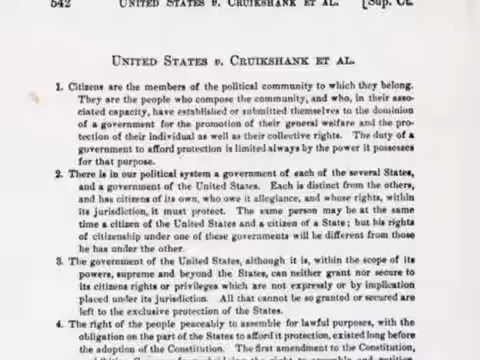 542 UNITED STATES v. CRUIKSHANK ET AL. [Sup. Ct.
UNITED STATES v. CRUIKSHANK ET AL.
1. Citizens are the members of the political community to which they belong.
They are the people who compose the community, and who, in their asso-
ciated capacity, have established or submitted themselves to the dominion
of a government for the promotion of their general welfare and the pro-
tection of their individual as well as their collective rights. The duty of a
government to afford protection is limited always by the power it possesses
for that purpose.
2. There is in our political system a government of each of the several States,
and a government of the United States. Each is distinct from the others,
and has citizens of its own, who owe it allegiance, and whose rights, within
its jurisdiction, it must protect. The same person may be at the same
time a citizen of the United States and a citizen of a State; but his rights
of citizenship under one of these governments will be different from those
he has under the other.
3. The government of the United States, although it is, within the scope of its
powers, supreme and beyond the States, can neither grant nor secure to
its citizens rights or privileges which are not expressly or by implication
placed under its jurisdiction. All that cannot be so granted or secured are
left to the exclusive protection of the States.
4. The right of the people peaceably to assemble for lawful purposes, with the
obligation on the part of the States to afford it protection, existed long before
the adoption of the Constitution. The first amendment to the Constitution,